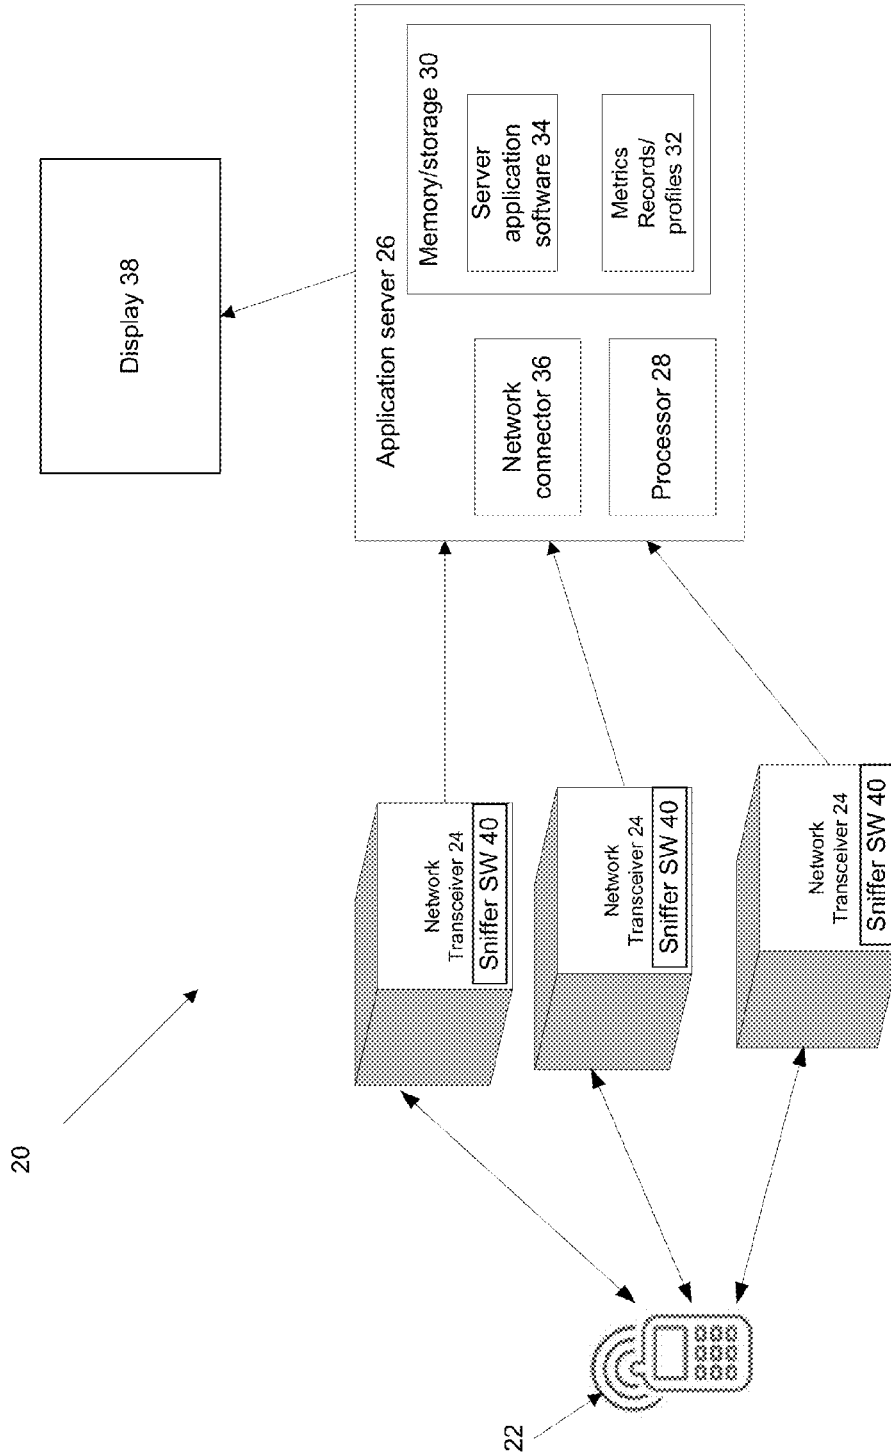 20
22
Network
Transceiver 24
Sniffer SW 40
Network
Transceiver 24
Sniffer SW 40
Network
Transceiver 24
Sniffer SW 40
Display 38
Application server 26
Network
connector 36
Processor 28
Memory/storage 30
Server
application
software 34
Metrics
Records/
profiles 32